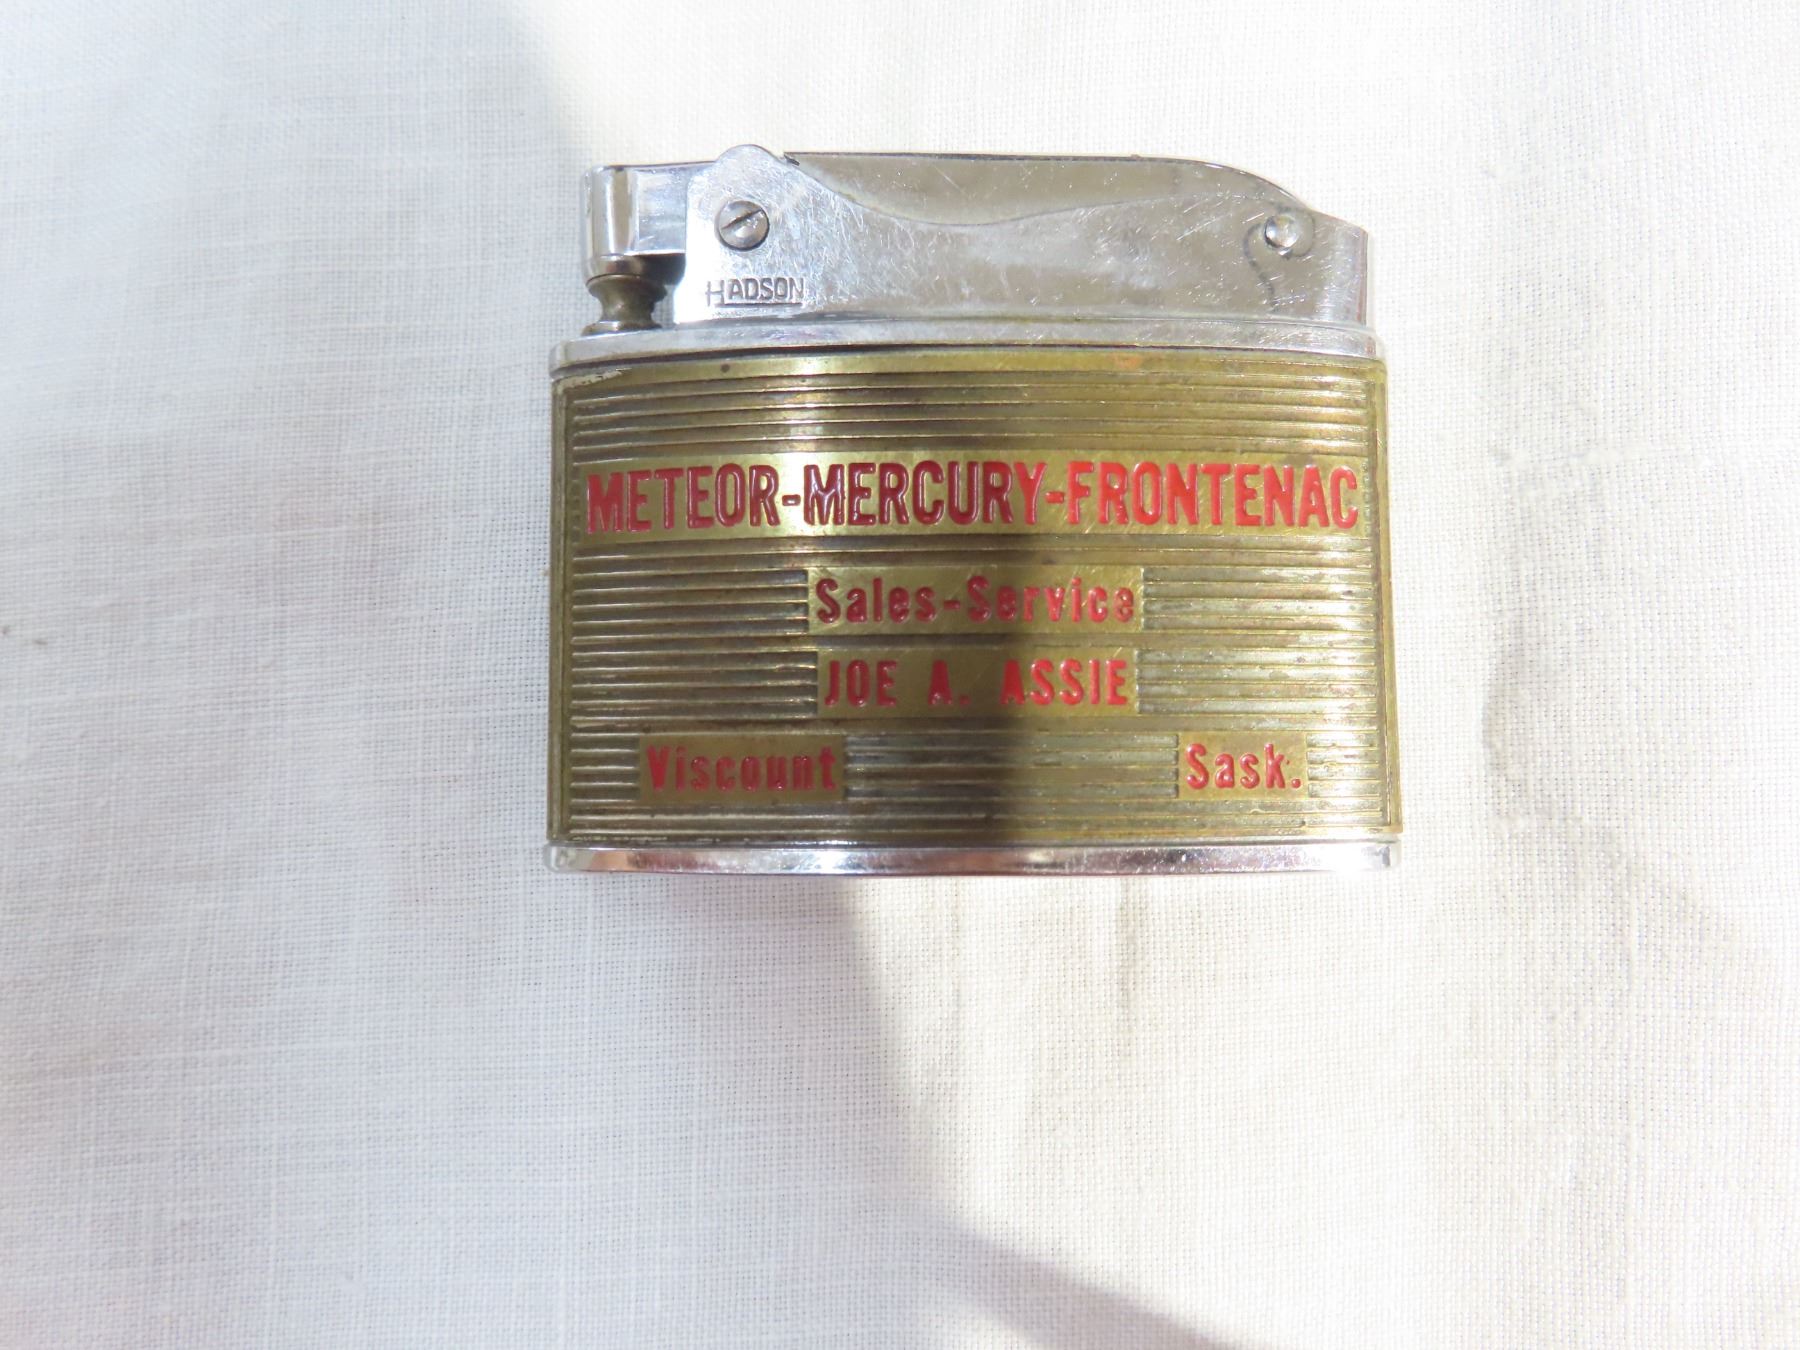 HADSON
METEOR-MERCURY-FRONTENAC
Sales-Service
JOE A. ASSIE
Viscount Sask.